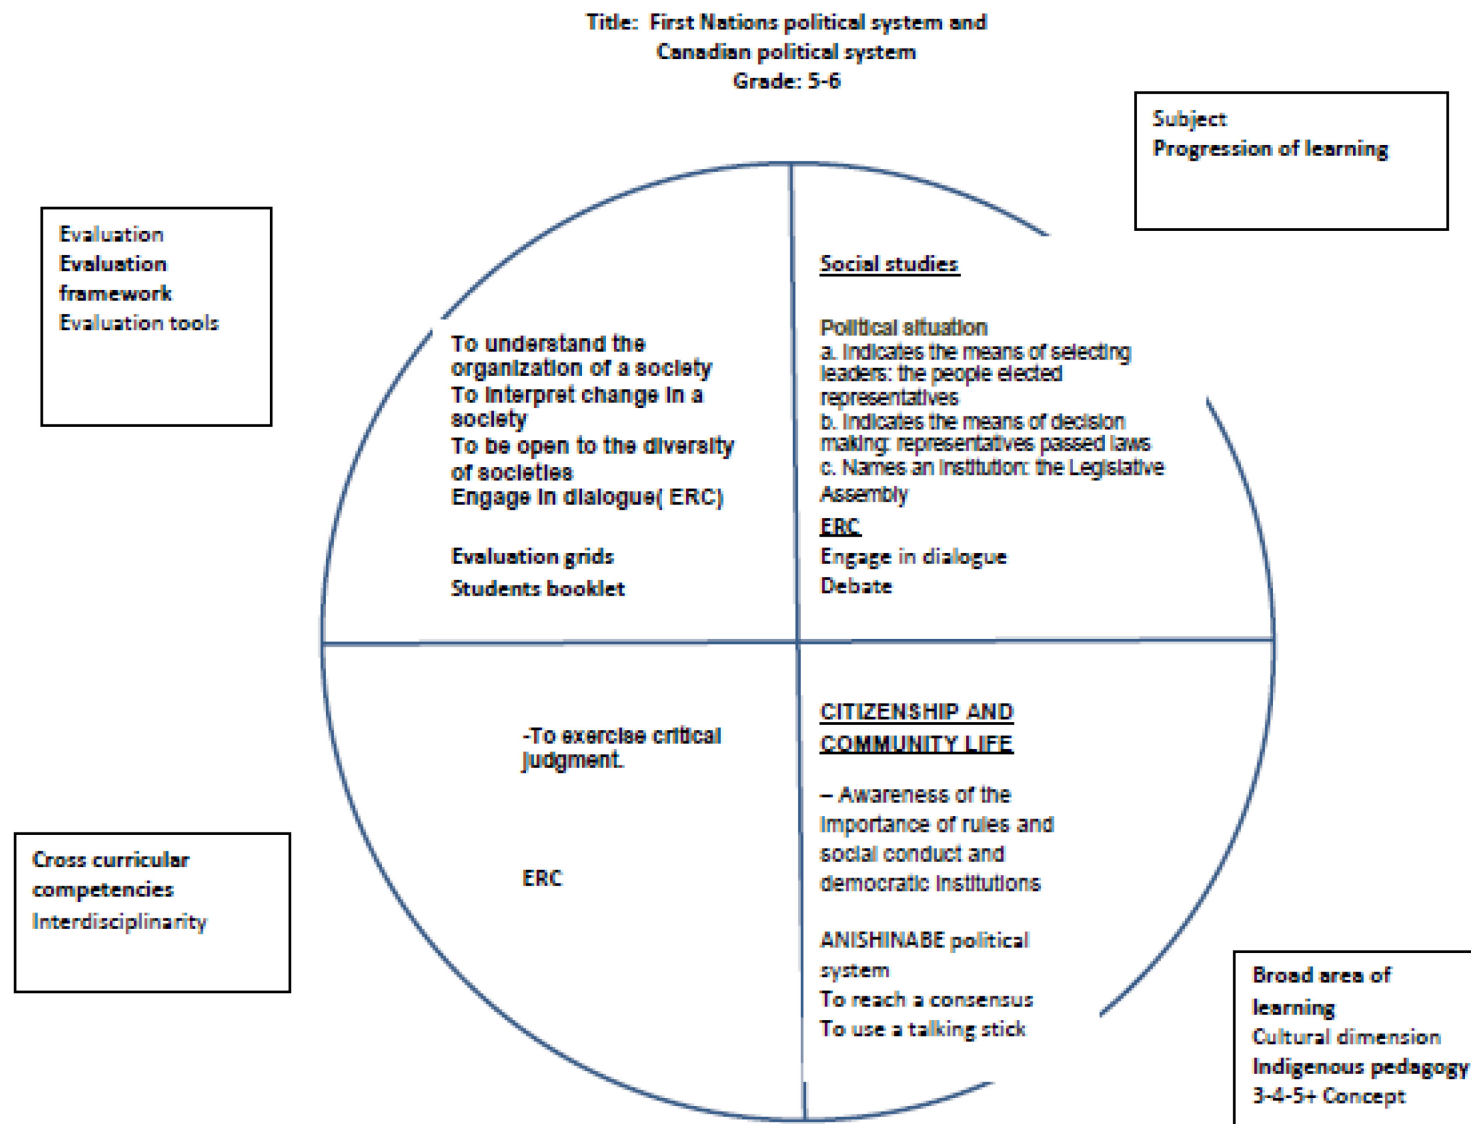 Title: First Nations political system and
Canadian political system
Grade: 5-6
Subject
Progression of learning
Evaluation
Evaluation
framework
Evaluation tools
To understand the
organization of a society
To interpret change in a
society
To be open to the diversity
of societies
Engage in dialogue( ERC)
Evaluation grids
Students booklet
Social studies
Political situation
a. Indicates the means of selecting
leaders: the people elected
representatives
b. Indicates the means of decision
making: representatives passed laws
c. Names an institution: the Legislative
Assembly
ERC
Engage in dialogue
Debate
-To exercise critical
judgment.
ERC
CITIZENSHIP AND
COMMUNITY LIFE
– Awareness of the
importance of rules and
social conduct and
democratic institutions
ANISHINABE political
system
To reach a consensus
To use a talking stick
Cross curricular
competencies
Interdisciplinarity
Broad area of
learning
Cultural dimension
Indigenous pedagogy
3-4-5+ Concept